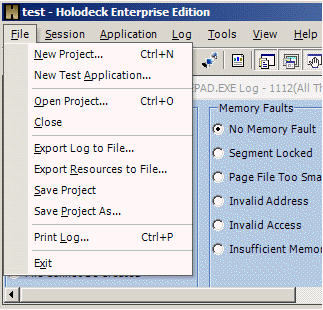 test - Holodeck Enterprise Edition
File Session Application Log Tools View Help
New Project... Ctrl+N
New Test Application...
Open Project... Ctrl+O
Close
Export Log to File...
Export Resources to File...
Save Project
Save Project As...
Print Log... Ctrl+P
Exit
PAD.EXE Log - 1112(All Th
Memory Faults
No Memory Fault
Segment Locked
Page File Too Sma
Invalid Address
Invalid Access
Insufficient Memo